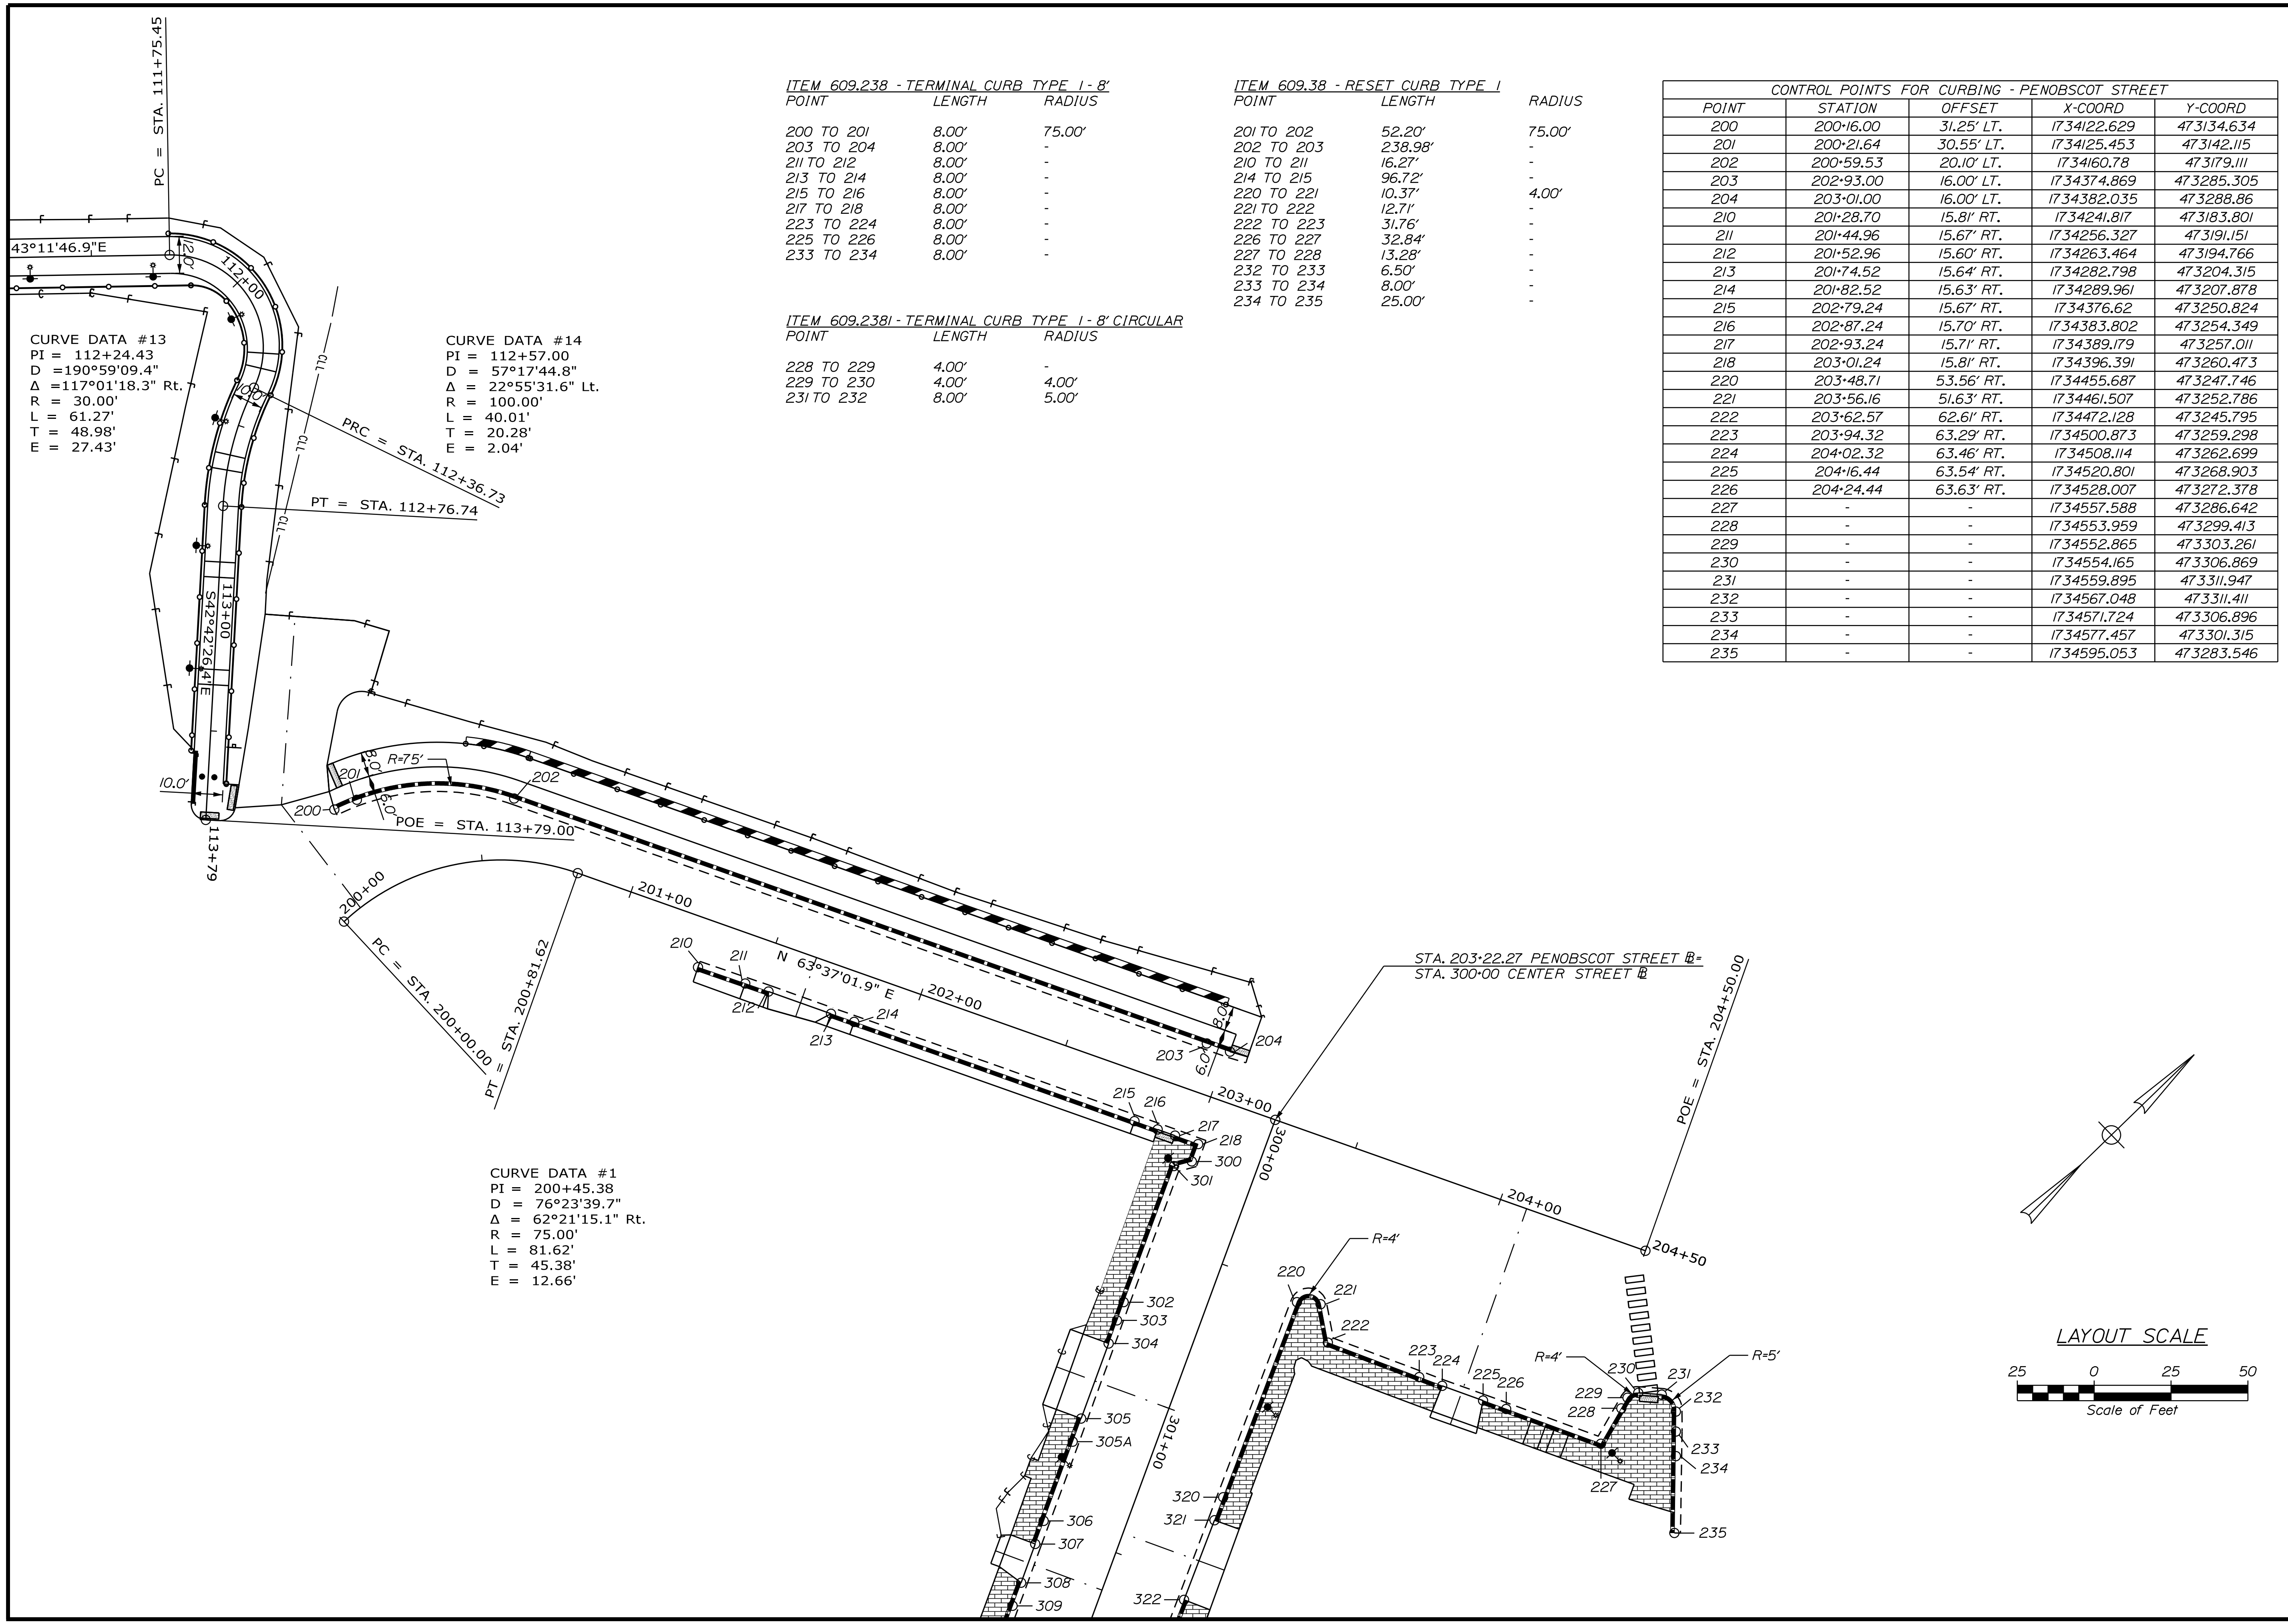 PC = STA. 111+75.45
43°11'46.9"E
12.0'
112+00
CURVE DATA #13
PI = 112+24.43
D =190°59'09.4"
Δ =117°01'18.3" Rt.
R = 30.00'
L = 61.27'
T = 48.98'
E = 27.43'
CURVE DATA #14
PI = 112+57.00
D = 57°17'44.8"
Δ = 22°55'31.6" Lt.
R = 100.00'
L = 40.01'
T = 20.28'
E = 2.04'
10.0'
PRC = STA. 112+36.73
PT = STA. 112+76.74
CLL
CLL
CLL
113+00
S42°42'26.4"E
10.0'
113+79
POE = STA. 113+79.00
ITEM 609.238 - TERMINAL CURB TYPE 1 - 8'
POINT LENGTH RADIUS
200 TO 201 8.00' 75.00'
203 TO 204 8.00' -
211 TO 212 8.00' -
213 TO 214 8.00' -
215 TO 216 8.00' -
217 TO 218 8.00' -
223 TO 224 8.00' -
225 TO 226 8.00' -
233 TO 234 8.00' -
ITEM 609.2381 - TERMINAL CURB TYPE 1 - 8' CIRCULAR
POINT LENGTH RADIUS
228 TO 229 4.00' -
229 TO 230 4.00' 4.00'
231 TO 232 8.00' 5.00'
ITEM 609.38 - RESET CURB TYPE 1
POINT LENGTH RADIUS
201 TO 202 52.20' 75.00'
202 TO 203 238.98' -
210 TO 211 16.27' -
214 TO 215 96.72' -
220 TO 221 10.37' 4.00'
221 TO 222 12.71' -
222 TO 223 31.76' -
226 TO 227 32.84' -
227 TO 228 13.28' -
232 TO 233 6.50' -
233 TO 234 8.00' -
234 TO 235 25.00' -
CONTROL POINTS FOR CURBING - PENOBSCOT STREET
POINT STATION OFFSET X-COORD Y-COORD
200 200+16.00 31.25' LT. 1734122.629 473134.634
201 200+21.64 30.55' LT. 1734125.453 473142.115
202 200+59.53 20.10' LT. 1734160.78 473179.111
203 202+93.00 16.00' LT. 1734374.869 473285.305
204 203+01.00 16.00' LT. 1734382.035 473288.86
210 201+28.70 15.81' RT. 1734241.817 473183.801
211 201+44.96 15.67' RT. 1734256.327 473191.151
212 201+52.96 15.60' RT. 1734263.464 473194.766
213 201+74.52 15.64' RT. 1734282.798 473204.315
214 201+82.52 15.63' RT. 1734289.961 473207.878
215 202+79.24 15.67' RT. 1734376.62 473250.824
216 202+87.24 15.70' RT. 1734383.802 473254.349
217 202+93.24 15.71' RT. 1734389.179 473257.011
218 203+01.24 15.81' RT. 1734396.391 473260.473
220 203+48.71 53.56' RT. 1734455.687 473247.746
221 203+56.16 51.63' RT. 1734461.507 473252.786
222 203+62.57 62.61' RT. 1734472.128 473245.795
223 203+94.32 63.29' RT. 1734500.873 473259.298
224 204+02.32 63.46' RT. 1734508.114 473262.699
225 204+16.44 63.54' RT. 1734520.801 473268.903
226 204+24.44 63.63' RT. 1734528.007 473272.378
227 - - 1734557.588 473286.642
228 - - 1734553.959 473299.413
229 - - 1734552.865 473303.261
230 - - 1734554.165 473306.869
231 - - 1734559.895 473311.947
232 - - 1734567.048 473311.411
233 - - 1734571.724 473306.896
234 - - 1734577.457 473301.315
235 - - 1734595.053 473283.546
200
201
8.0'
6.0'
R=75'
202
200+00
PC = STA. 200+00.00
PT = STA. 200+81.62
201+00
N 63°37'01.9" E
202+00
210
211
212
213
214
8.0'
6.0'
203
204
203+00
215
216
217
218
300
301
300+00
STA. 203+22.27 PENOBSCOT STREET B=
STA. 300+00 CENTER STREET B
POE = STA. 204+50.00
204+00
204+50
CURVE DATA #1
PI = 200+45.38
D = 76°23'39.7"
Δ = 62°21'15.1" Rt.
R = 75.00'
L = 81.62'
T = 45.38'
E = 12.66'
302
303
304
305
305A
306
307
308
309
301+00
220
R=4'
221
222
223
224
225
226
227
R=4'
228
229
230
231
R=5'
232
233
234
235
320
321
322
LAYOUT SCALE
25 0 25 50
Scale of Feet